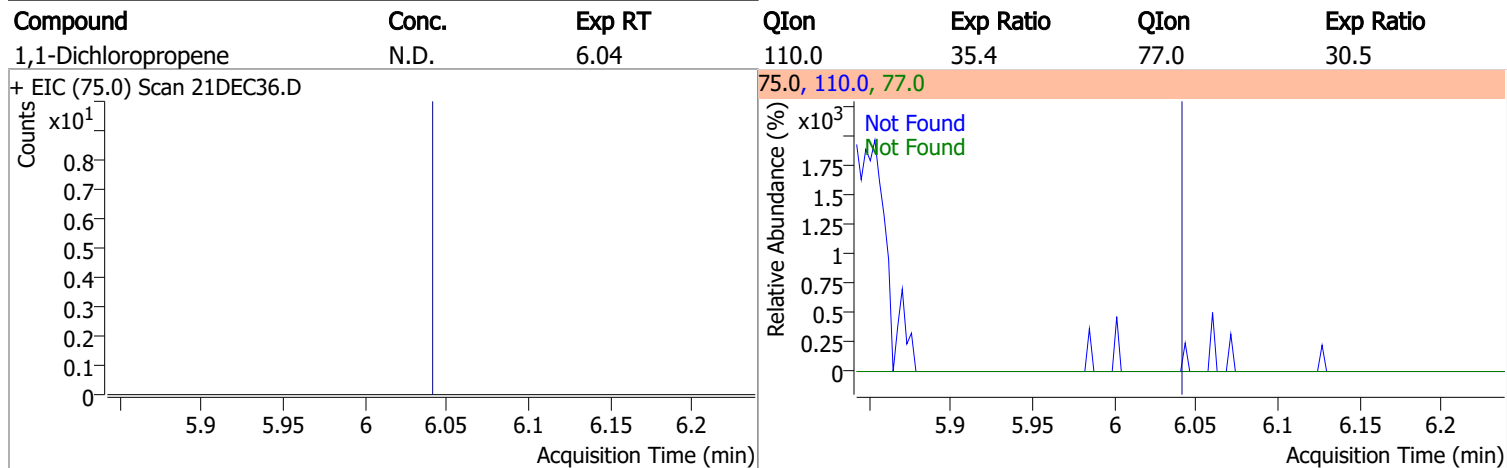 Compound Conc. Exp RT QIon Exp Ratio QIon Exp Ratio
1,1-Dichloropropene N.D. 6.04 110.0 35.4 77.0 30.5
+ EIC (75.0) Scan 21DEC36.D
Counts
x10¹
0.8
0.7
0.6
0.5
0.4
0.3
0.2
0.1
0
5.9 5.95 6 6.05 6.1 6.15 6.2
Acquisition Time (min)
75.0, 110.0, 77.0
Relative Abundance (%)
x10³
Not Found
Not Found
1.75
1.5
1.25
1
0.75
0.5
0.25
0
5.9 5.95 6 6.05 6.1 6.15 6.2
Acquisition Time (min)